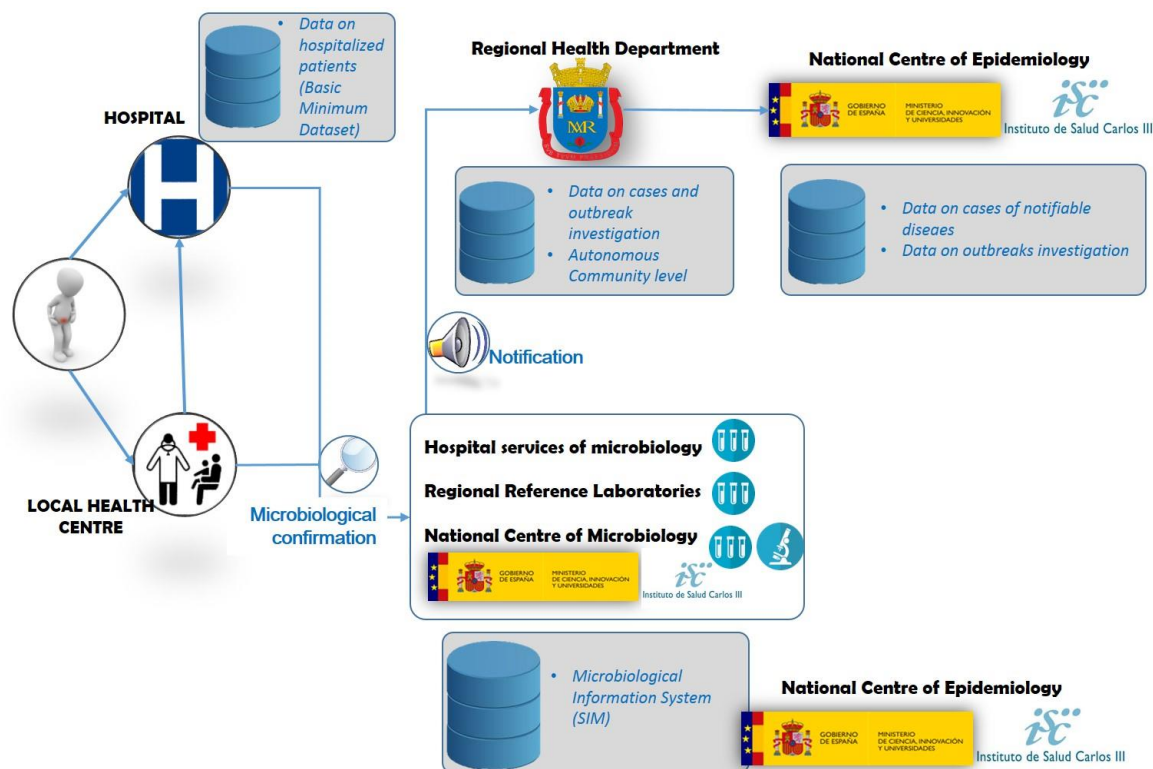 • Data on
hospitalized
patients
(Basic
Minimum
Dataset)
HOSPITAL
H
LOCAL HEALTH
CENTRE
Microbiological
confirmation
Regional Health Department
• Data on cases and
outbreak
investigation
• Autonomous
Community level
National Centre of Epidemiology
GOBIERNO
DE ESPAÑA
MINISTERIO
DE CIENCIA, INNOVACIÓN
Y UNIVERSIDADES
isciii
Instituto de Salud Carlos III
• Data on cases of notifiable
diseaes
• Data on outbreaks investigation
Notification
Hospital services of microbiology
Regional Reference Laboratories
National Centre of Microbiology
GOBIERNO
DE ESPAÑA
MINISTERIO
DE CIENCIA, INNOVACIÓN
Y UNIVERSIDADES
isciii
Instituto de Salud Carlos III
• Microbiological
Information System
(SIM)
National Centre of Epidemiology
GOBIERNO
DE ESPAÑA
MINISTERIO
DE CIENCIA, INNOVACIÓN
Y UNIVERSIDADES
isciii
Instituto de Salud Carlos III